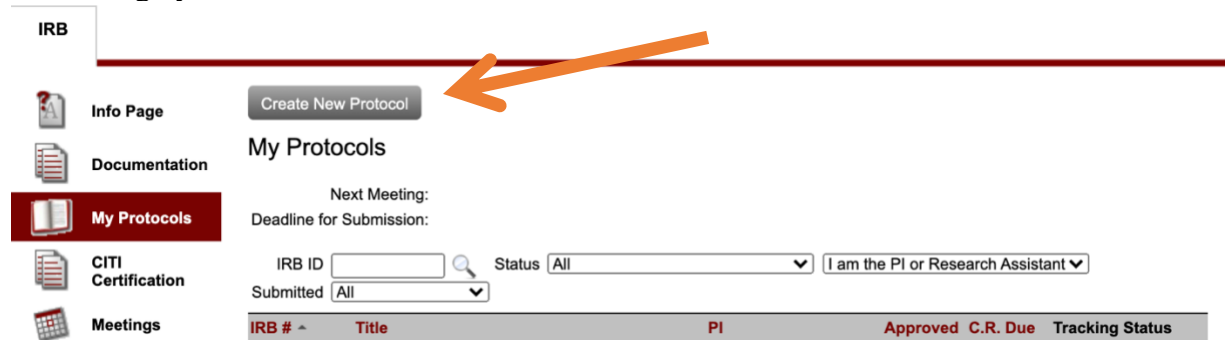 IRB
Info Page
Documentation
My Protocols
CITI
Certification
Meetings
Create New Protocol
My Protocols
Next Meeting:
Deadline for Submission:
IRB ID Status All I am the PI or Research Assistant
Submitted All
IRB # Title PI Approved C.R. Due Tracking Status